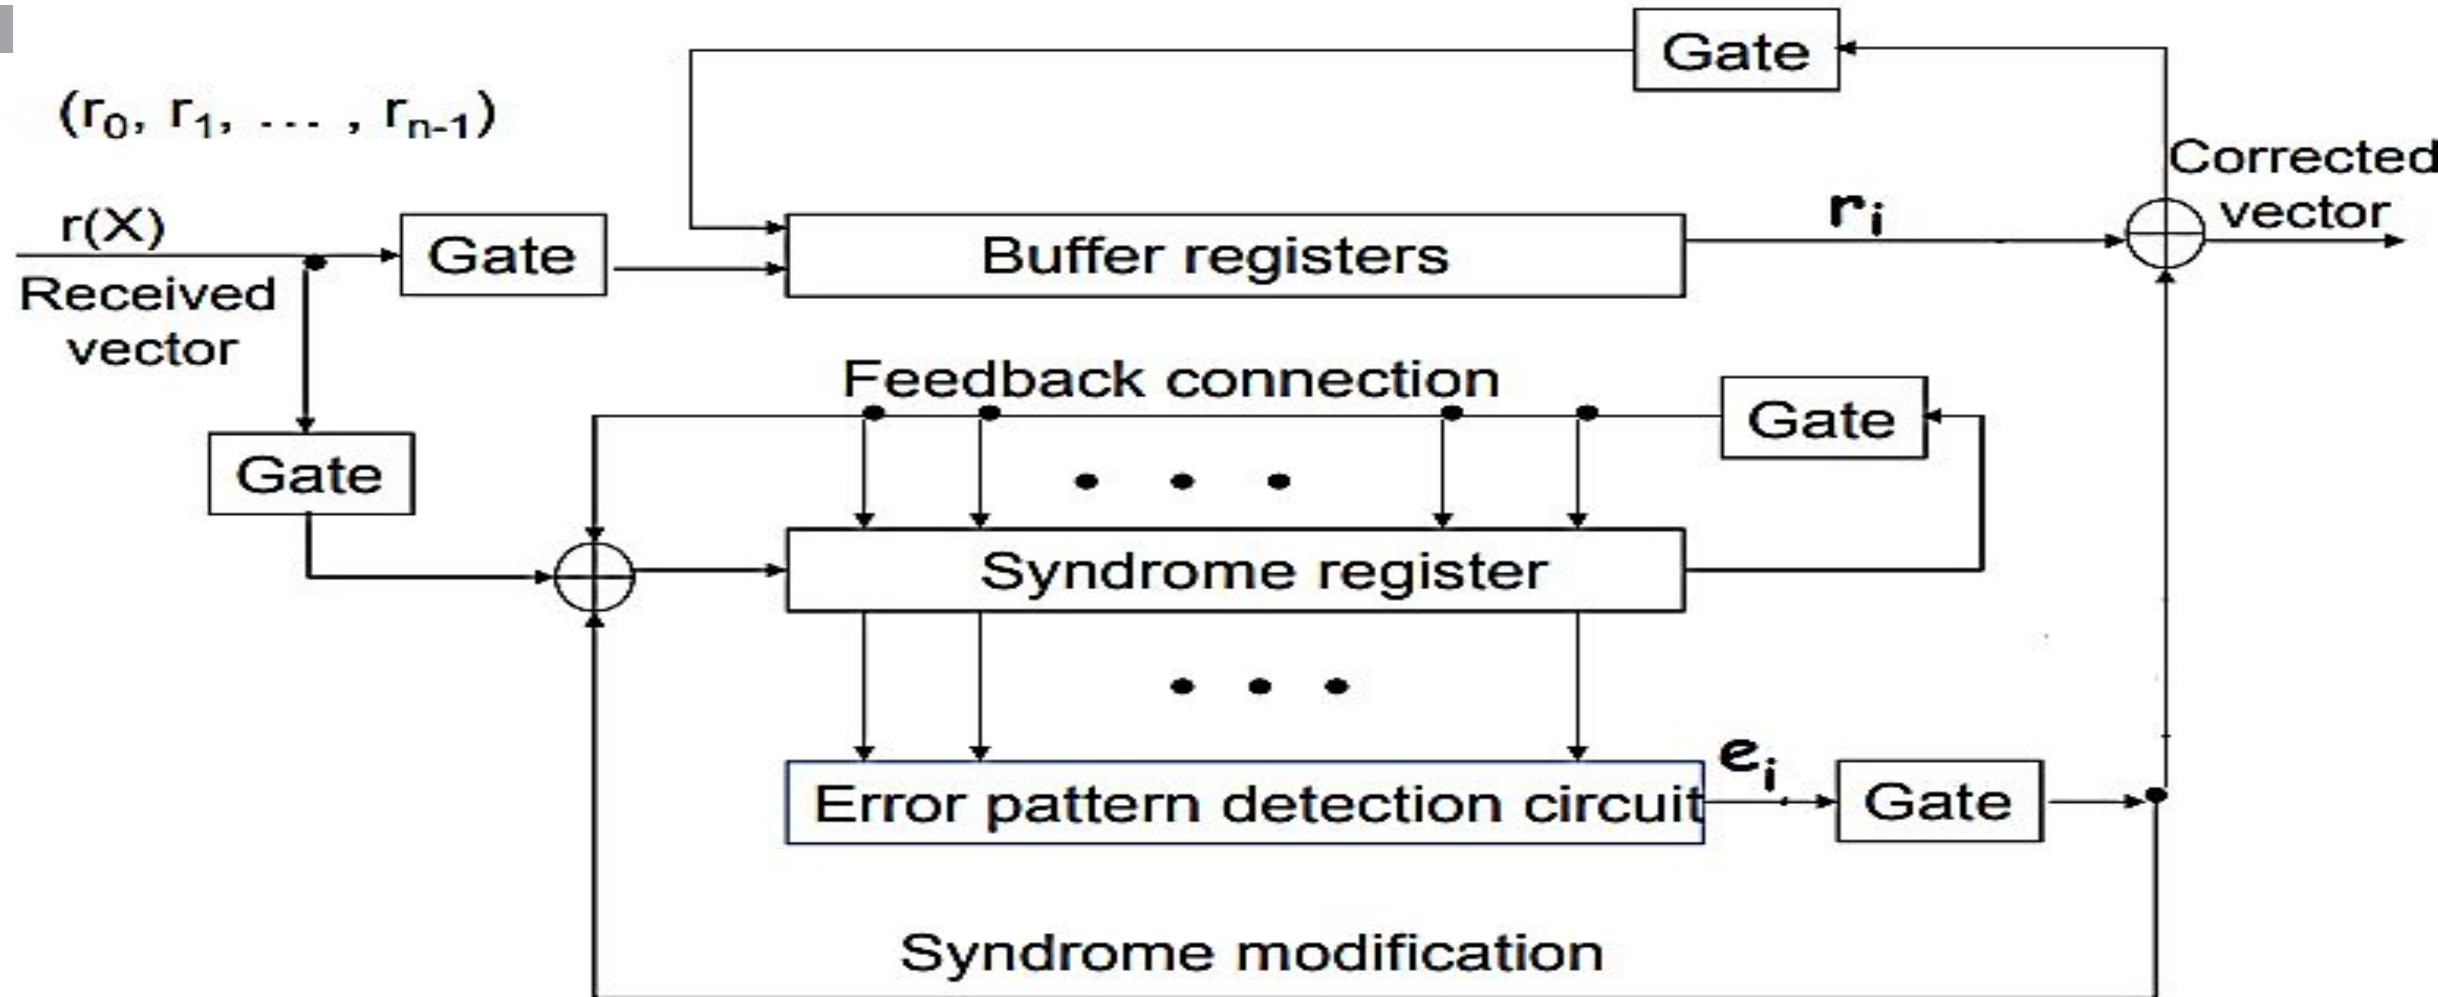 Gate
(r₀, r₁, … , rₙ₋₁)
Corrected
vector
r(X)
Gate
Buffer registers
rᵢ
Received
vector
Feedback connection
Gate
Gate
Syndrome register
Error pattern detection circuit
eᵢ
Gate
Syndrome modification